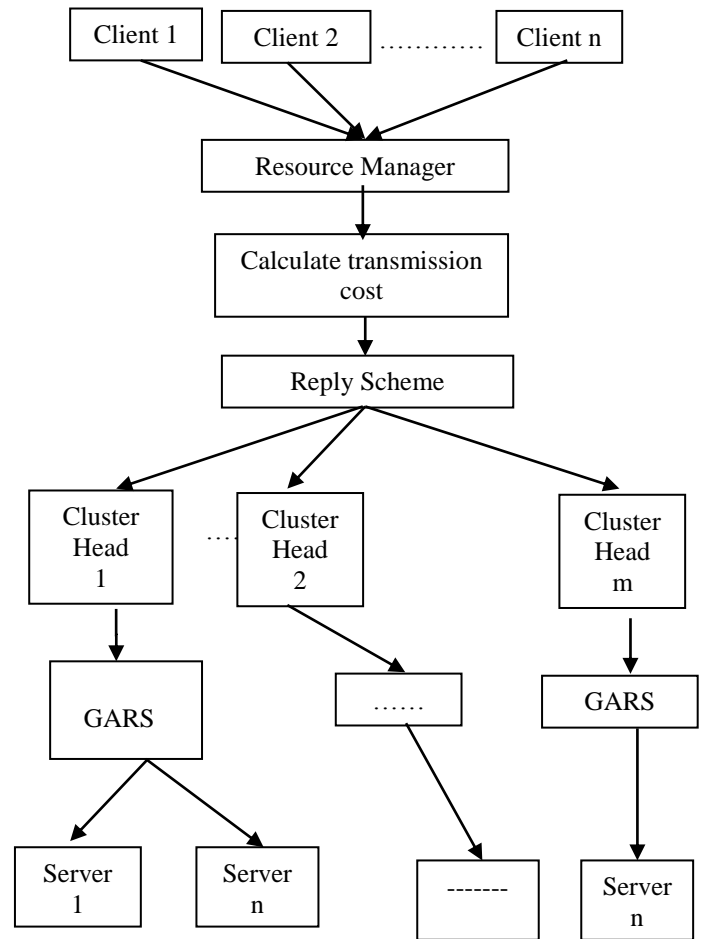 Client 1
Client 2
............
Client n
Resource Manager
Calculate transmission
cost
Reply Scheme
Cluster
Head
1
....
Cluster
Head
2
Cluster
Head
m
GARS
......
GARS
Server
1
Server
n
-------
Server
n